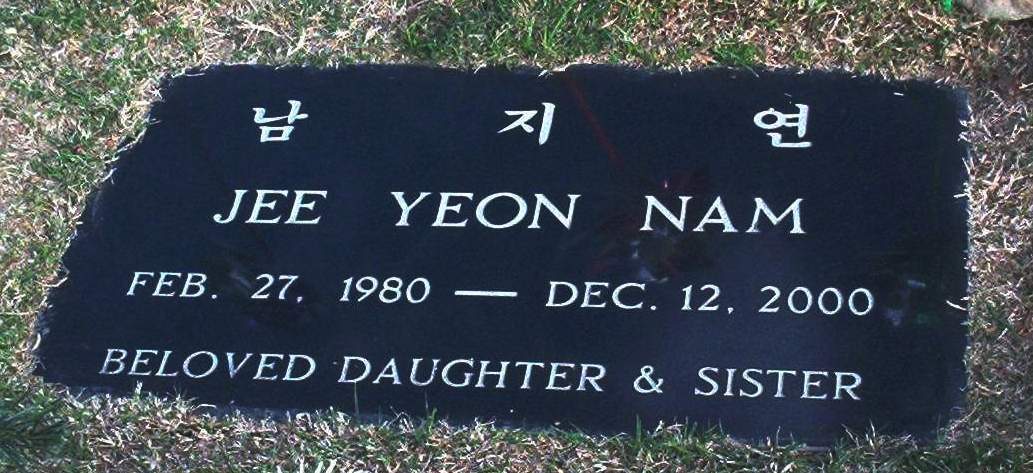 남 지 연
JEE YEON NAM
FEB. 27, 1980 — DEC. 12, 2000
BELOVED DAUGHTER & SISTER